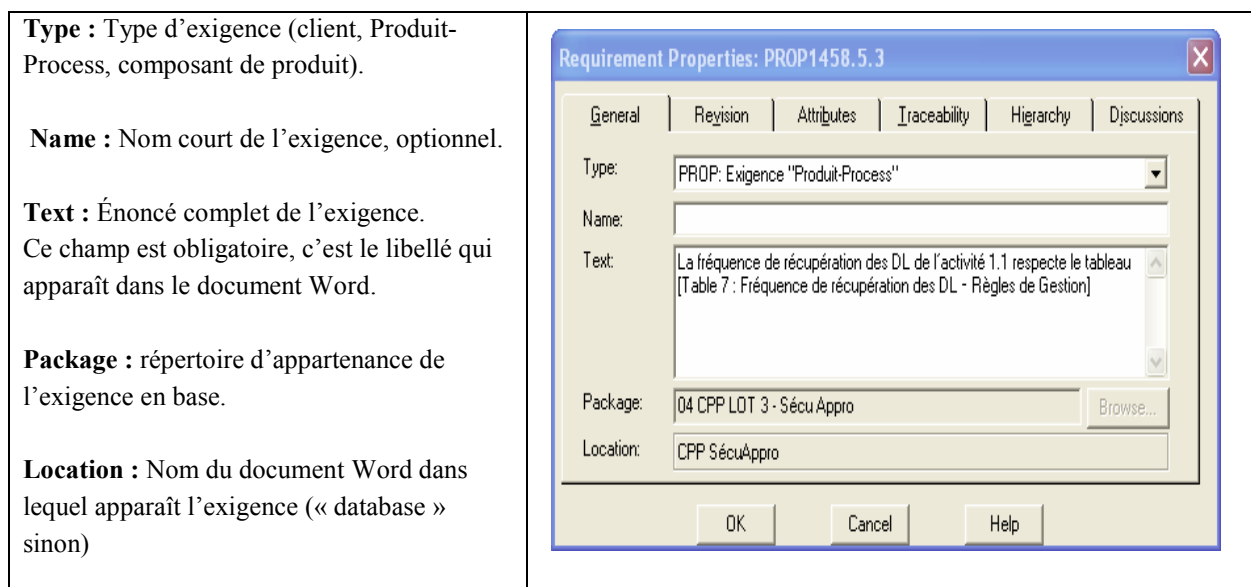 Type : Type d'exigence (client, Produit-
Process, composant de produit).
Name : Nom court de l'exigence, optionnel.
Text : Énoncé complet de l'exigence.
Ce champ est obligatoire, c'est le libellé qui
apparaît dans le document Word.
Package : répertoire d'appartenance de
l'exigence en base.
Location : Nom du document Word dans
lequel apparaît l'exigence (« database »
sinon)
Requirement Properties: PROP1458.5.3
General Revision Attributes Traceability Hierarchy Discussions
Type: PROP: Exigence "Produit-Process"
Name:
Text: La fréquence de récupération des DL de l'activité 1.1 respecte le tableau
[Table 7 : Fréquence de récupération des DL - Règles de Gestion]
Package: 04 CPP LOT 3 - Sécu Appro Browse...
Location: CPP SécuAppro
OK Cancel Help